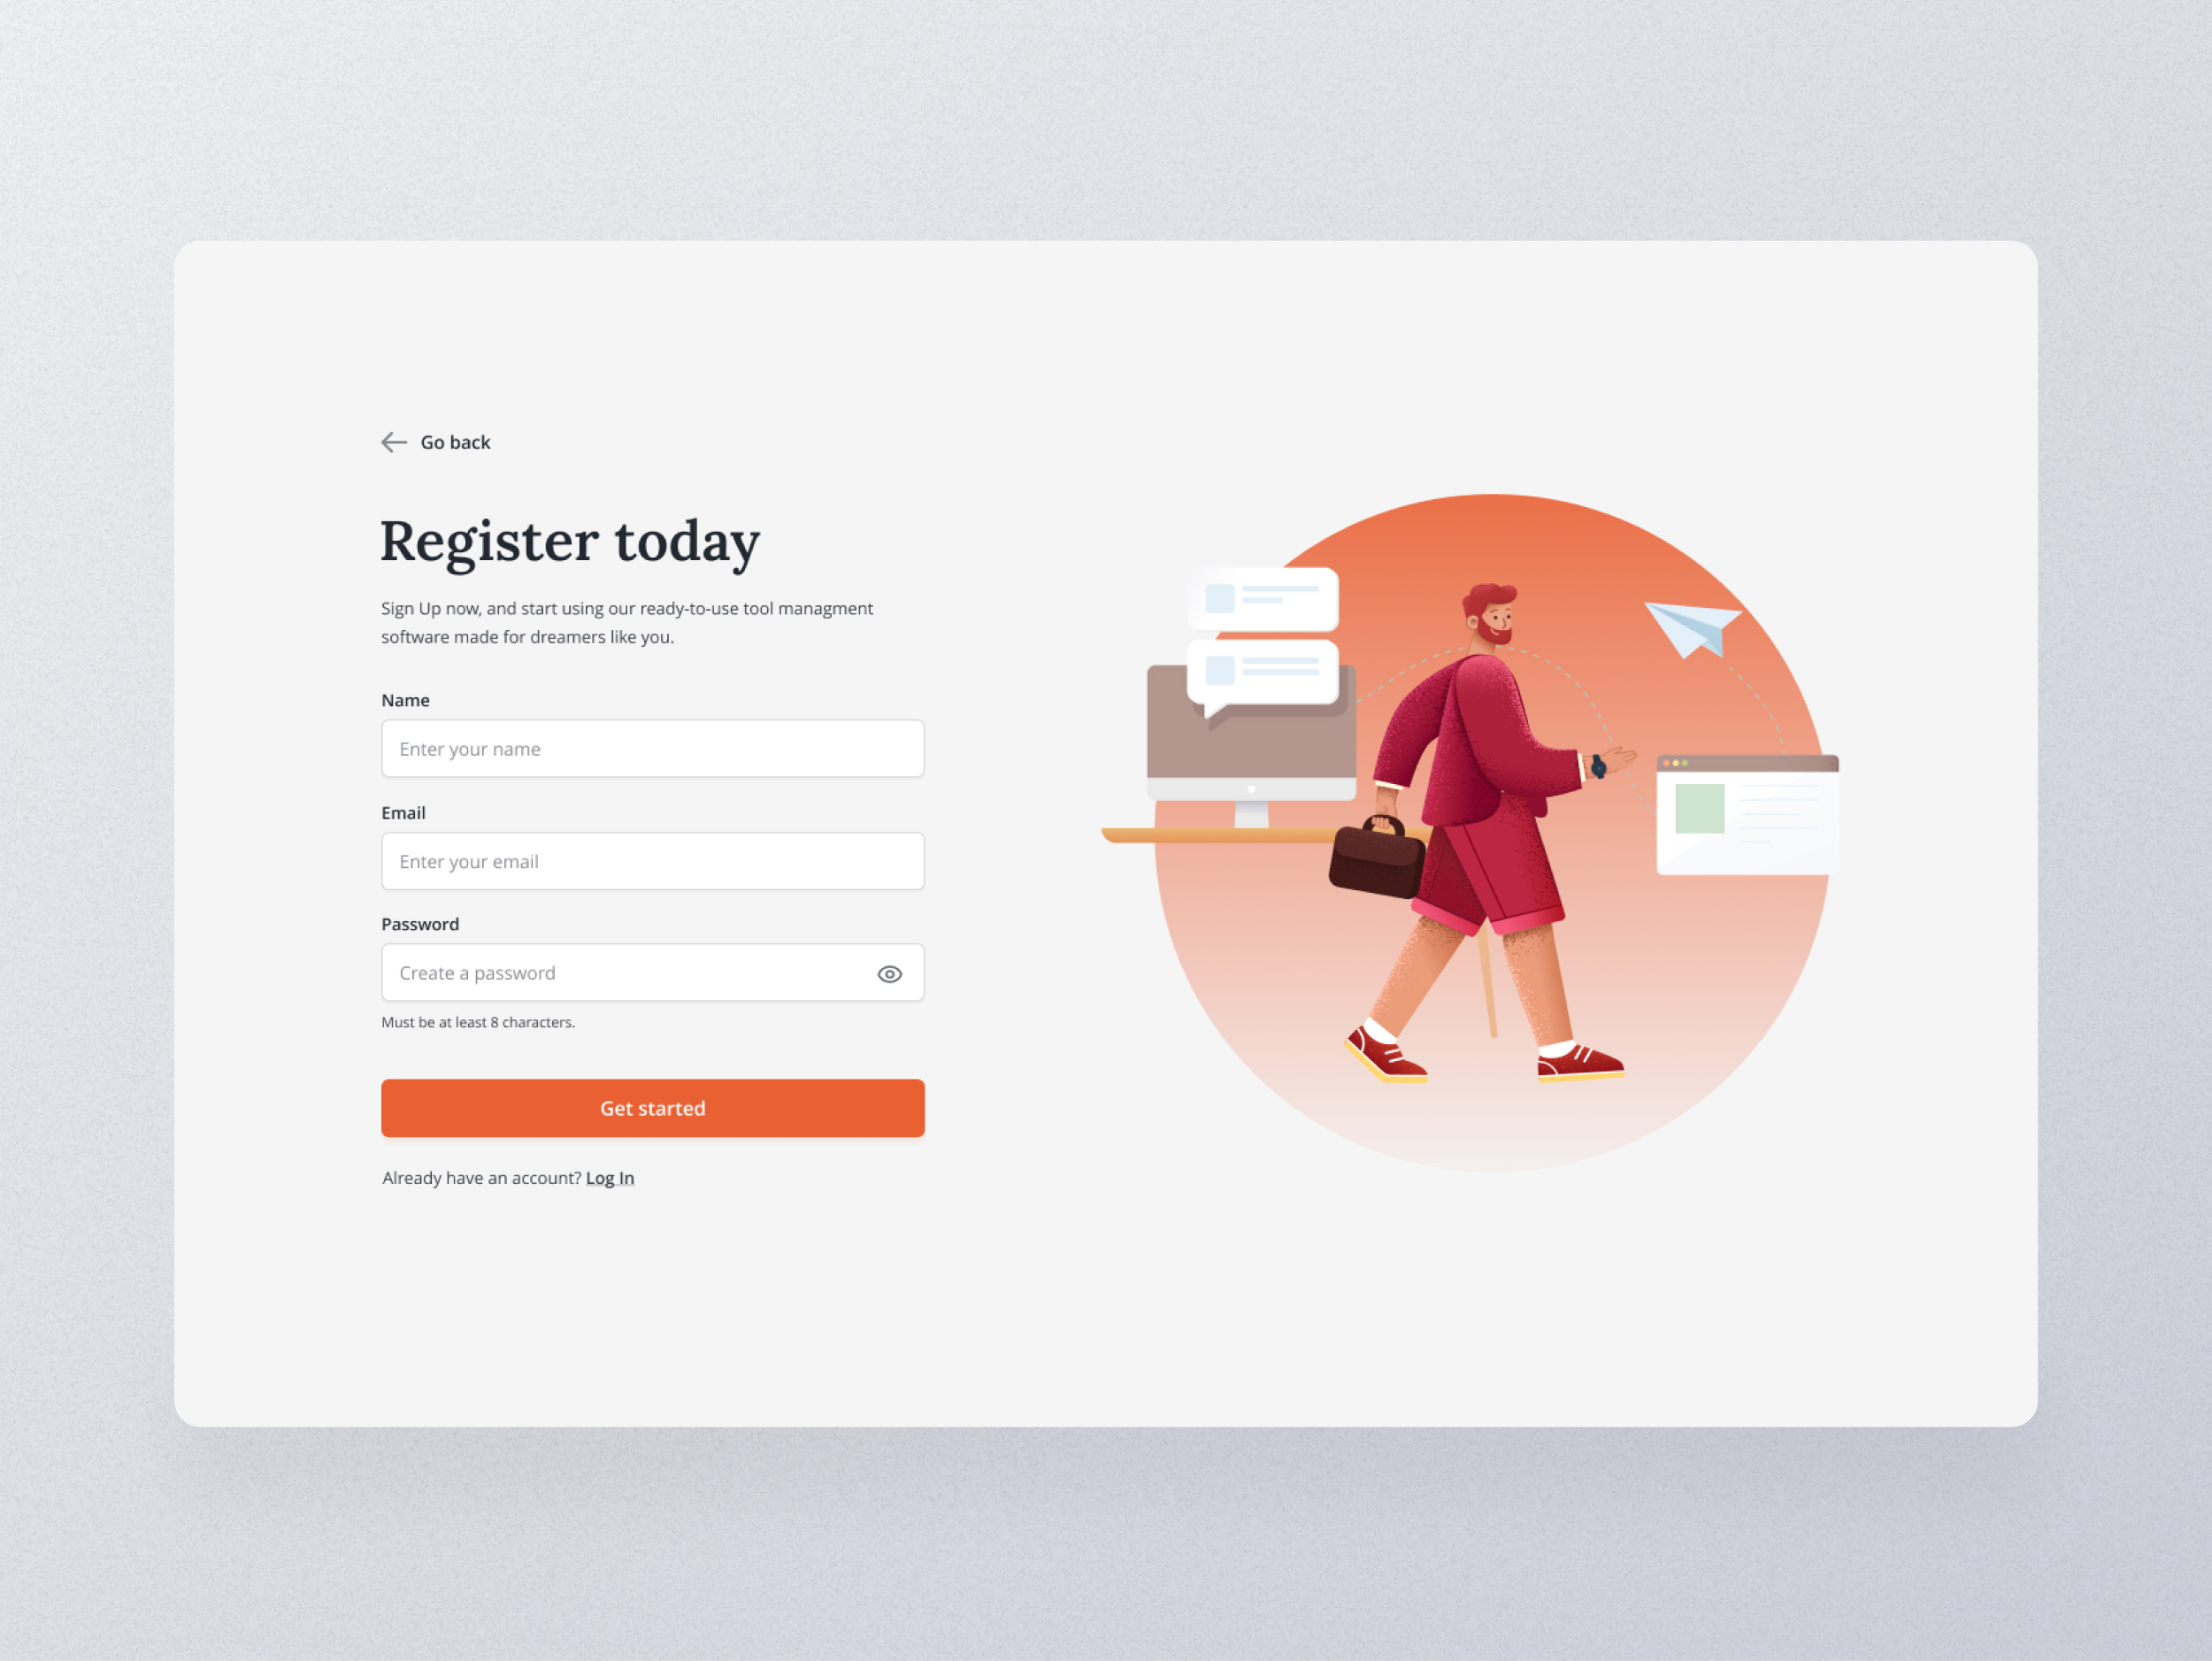 Go back
Register today
Sign Up now, and start using our ready-to-use tool managment
software made for dreamers like you.
Name
Enter your name
Email
Enter your email
Password
Create a password
Must be at least 8 characters.
Get started
Already have an account? Log In